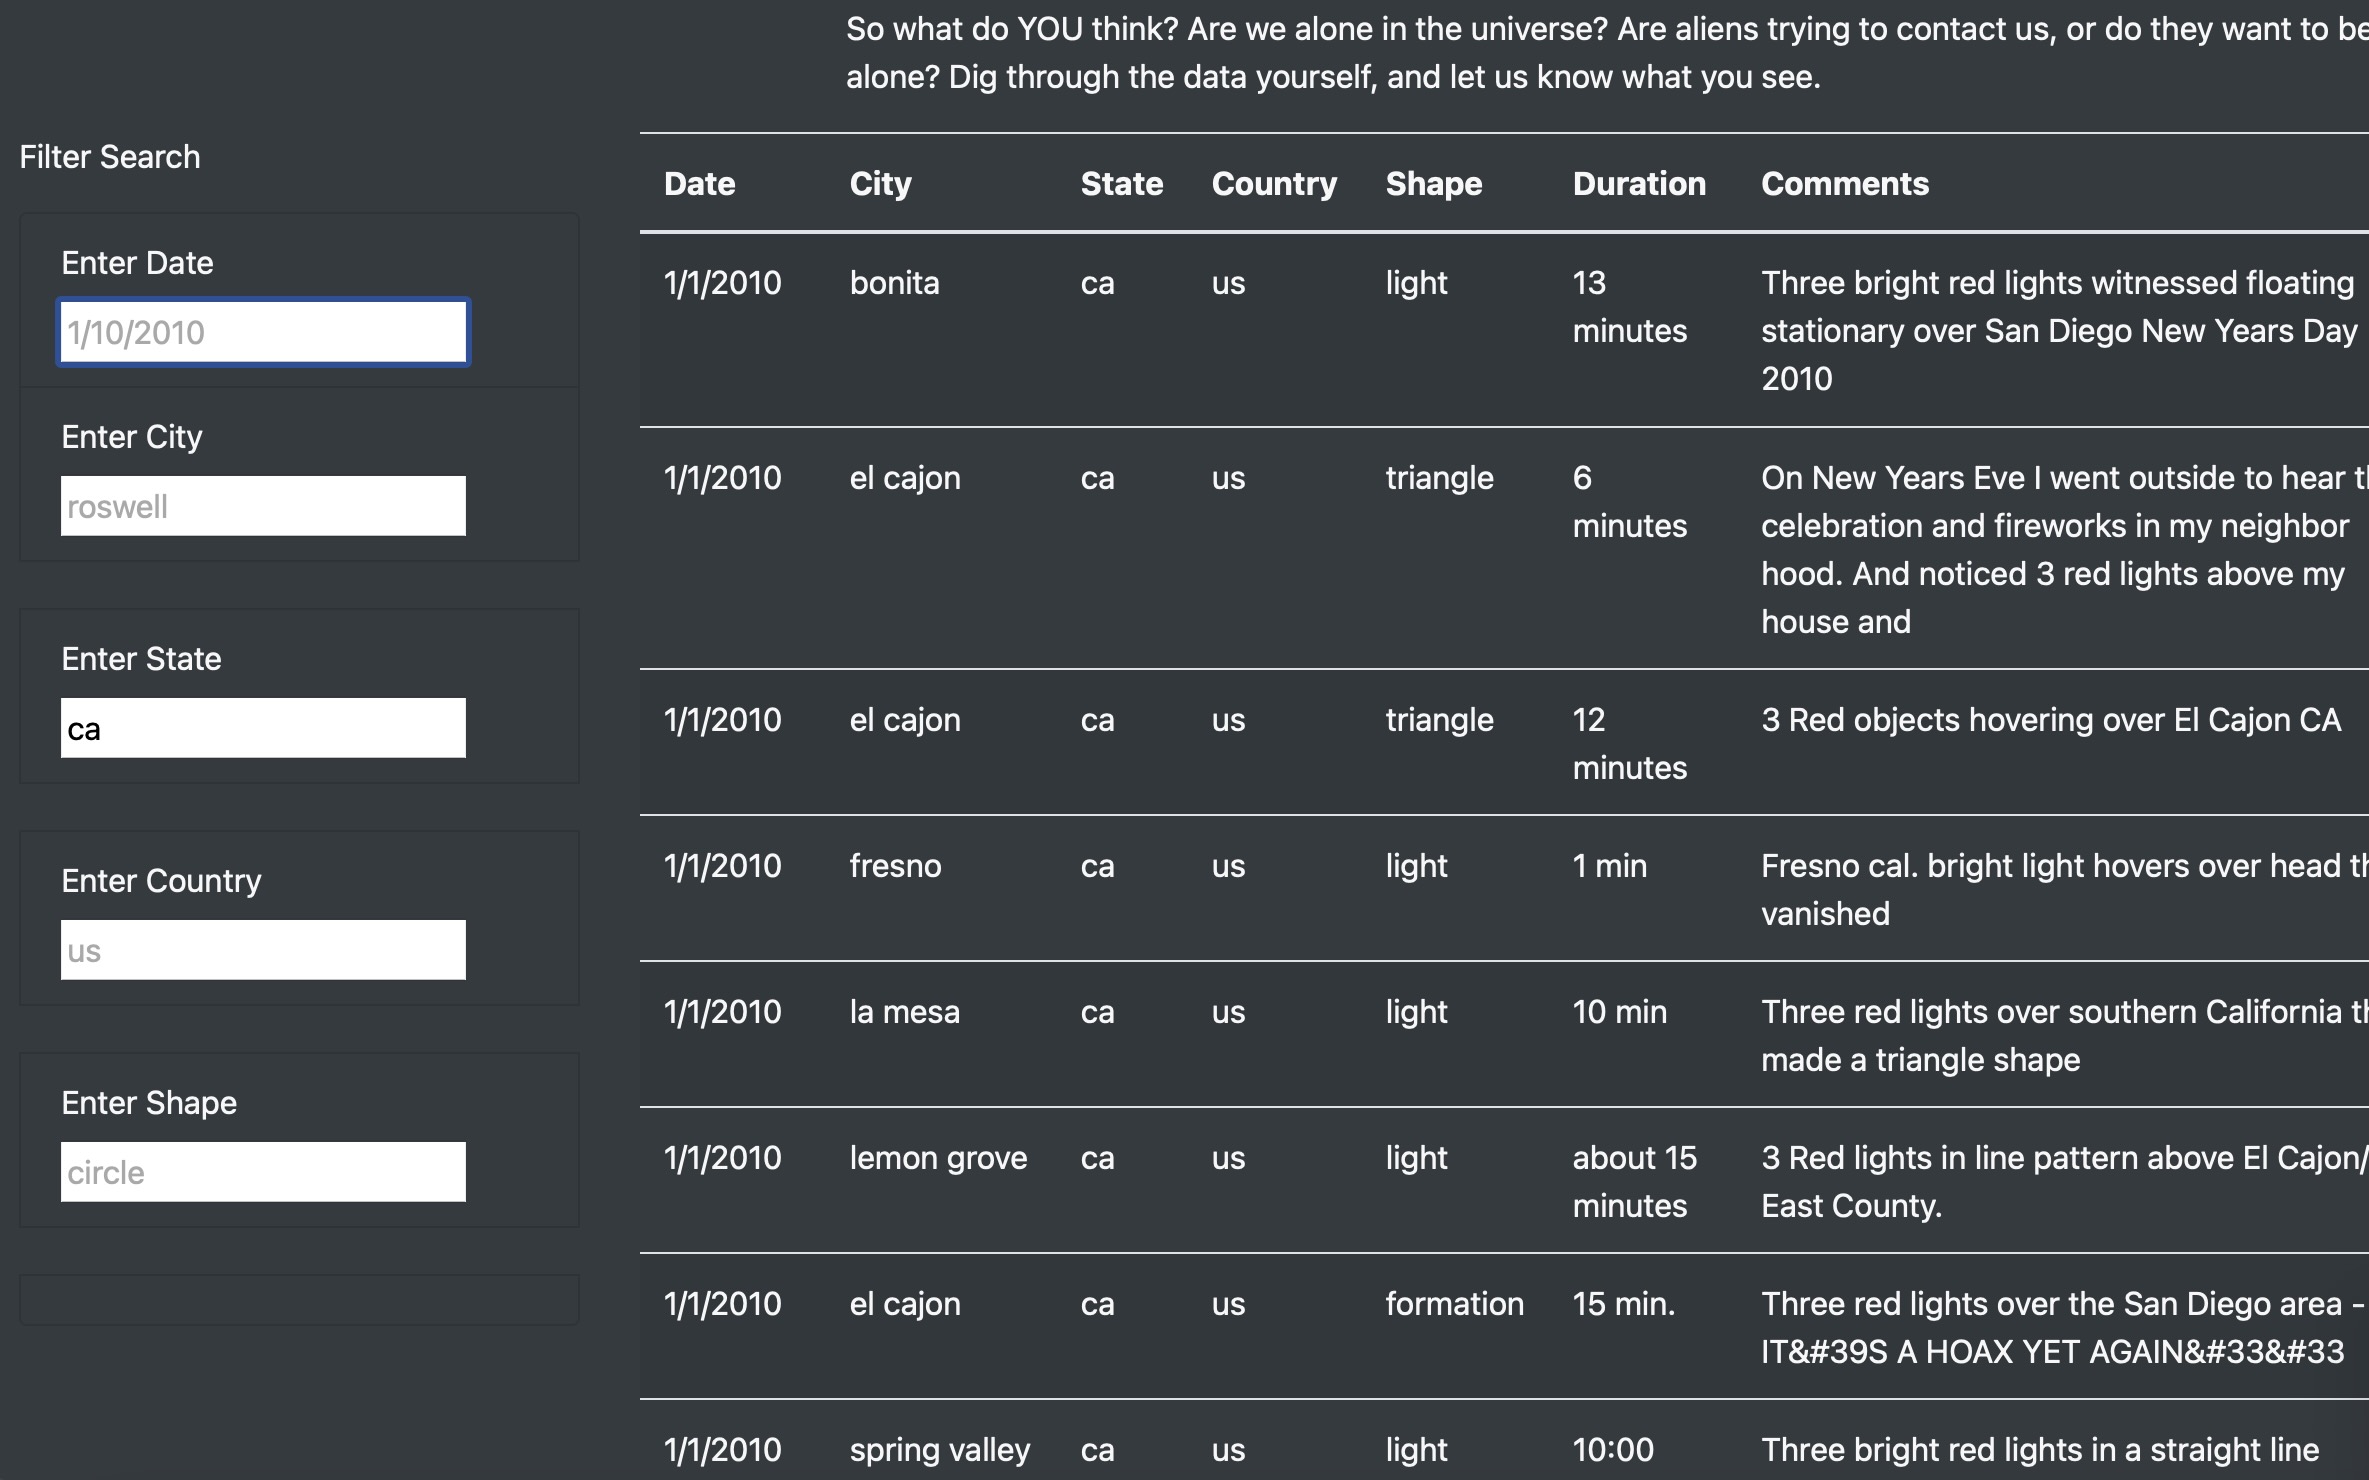 So what do YOU think? Are we alone in the universe? Are aliens trying to contact us, or do they want to be
alone? Dig through the data yourself, and let us know what you see.
Filter Search
Enter Date
1/10/2010
Enter City
roswell
Enter State
ca
Enter Country
us
Enter Shape
circle
Date City State Country Shape Duration Comments
1/1/2010 bonita ca us light 13 Three bright red lights witnessed floating
minutes stationary over San Diego New Years Day
2010
1/1/2010 el cajon ca us triangle 6 On New Years Eve I went outside to hear
minutes celebration and fireworks in my neighbor
hood. And noticed 3 red lights above my
house and
1/1/2010 el cajon ca us triangle 12 3 Red objects hovering over El Cajon CA
minutes
1/1/2010 fresno ca us light 1 min Fresno cal. bright light hovers over head
vanished
1/1/2010 la mesa ca us light 10 min Three red lights over southern California
made a triangle shape
1/1/2010 lemon grove ca us light about 15 3 Red lights in line pattern above El Cajon/
minutes East County.
1/1/2010 el cajon ca us formation 15 min. Three red lights over the San Diego area -
IT&#39S A HOAX YET AGAIN&#33&#33
1/1/2010 spring valley ca us light 10:00 Three bright red lights in a straight line